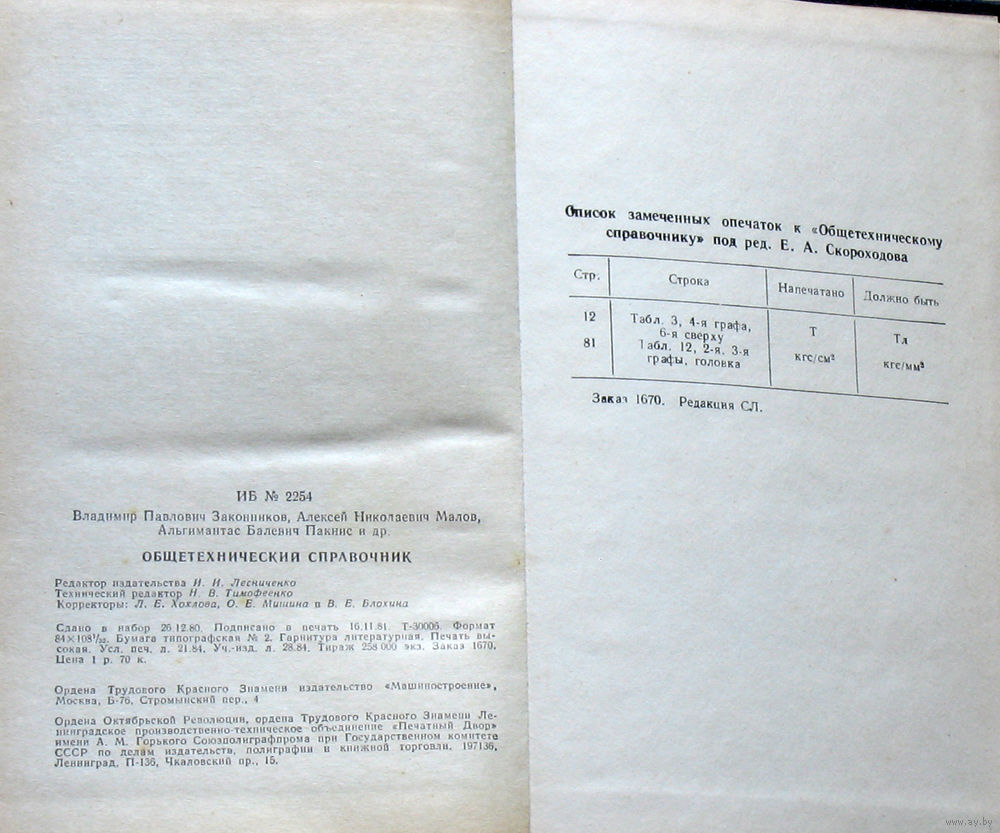 ИБ № 2254
Владимир Павлович Законников, Алексей Николаевич Малов,
Альгимантас Балевич Пакнис и др.
ОБЩЕТЕХНИЧЕСКИЙ СПРАВОЧНИК
Редактор издательства И. И. Лесниченко
Технический редактор Н. В. Тимофеенко
Корректоры: Л. Е. Хохлова, О. Е. Мишина и В. Е. Блохина
Сдано в набор 26.12.80. Подписано в печать 16.11.81. Т-30006. Формат
84×108¹/₃₂. Бумага типографская № 2. Гарнитура литературная. Печать вы-
сокая. Усл. печ. л. 21.84. Уч.-изд. л. 28.84. Тираж 258 000 экз. Заказ 1670.
Цена 1 р. 70 к.
Ордена Трудового Красного Знамени издательство «Машиностроение»,
Москва, Б-76, Стромынский пер., 4
Ордена Октябрьской Революции, ордена Трудового Красного Знамени Ле-
нинградское производственно-техническое объединение «Печатный Двор»
имени А. М. Горького Союзполиграфпрома при Государственном комитете
СССР по делам издательств, полиграфии и книжной торговли. 197136,
Ленинград, П-136, Чкаловский пр., 15.
Список замеченных опечаток к «Общетехническому
справочнику» под ред. Е. А. Скороходова
Стр. Строка Напечатано Должно быть
12 Табл. 3, 4-я графа, Т Тл
6-я сверху
81 Табл. 12, 2-я, 3-я кгс/см² кгс/мм²
графы, головка
Заказ 1670. Редакция СЛ.
www.ay.by